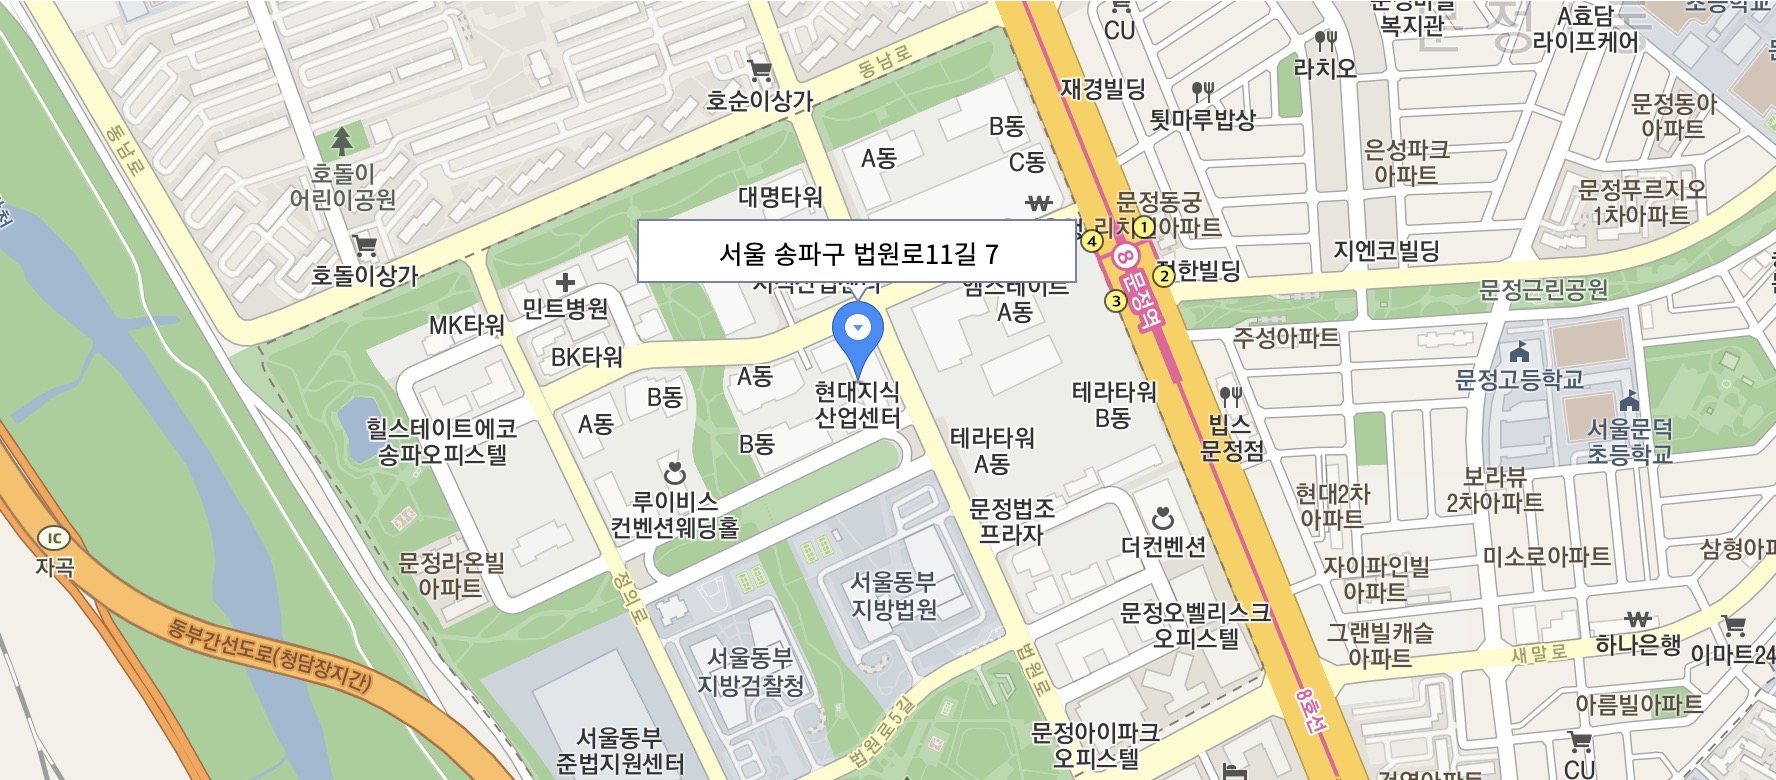 CU
복지관
A효담
라이프케어
문정동
라치오
동남로
호순이상가
재경빌딩
툇마루밥상
문정동아
아파트
동남로
B동
A동
C동
은성파크
아파트
호돌이
어린이공원
대명타워
문정동궁
아파트
문정푸르지오
1차아파트
서울 송파구 법원로11길 7
4
1
8 문정역
2
3
지엔코빌딩
호돌이상가
문정근린공원
민트병원
MK타워
A동
주성아파트
BK타워
A동
B동
현대지식
산업센터
테라타워
B동
문정고등학교
A동
힐스테이트에코
송파오피스텔
B동
테라타워
A동
빕스
문정점
서울문덕
초등학교
루이비스
컨벤션웨딩홀
문정법조
프라자
현대2차
아파트
보라뷰
2차아파트
IC
자곡
더컨벤션
미소로아파트
문정라온빌
아파트
자이파인빌
아파트
정의로
서울동부
지방법원
문정오벨리스크
오피스텔
그랜빌캐슬
아파트
하나은행
이마트24
새말로
동부간선도로(청담장지간)
서울동부
지방검찰청
법원로
8호선
아름빌아파트
법원로5길
문정아이파크
오피스텔
서울동부
준법지원센터
CU